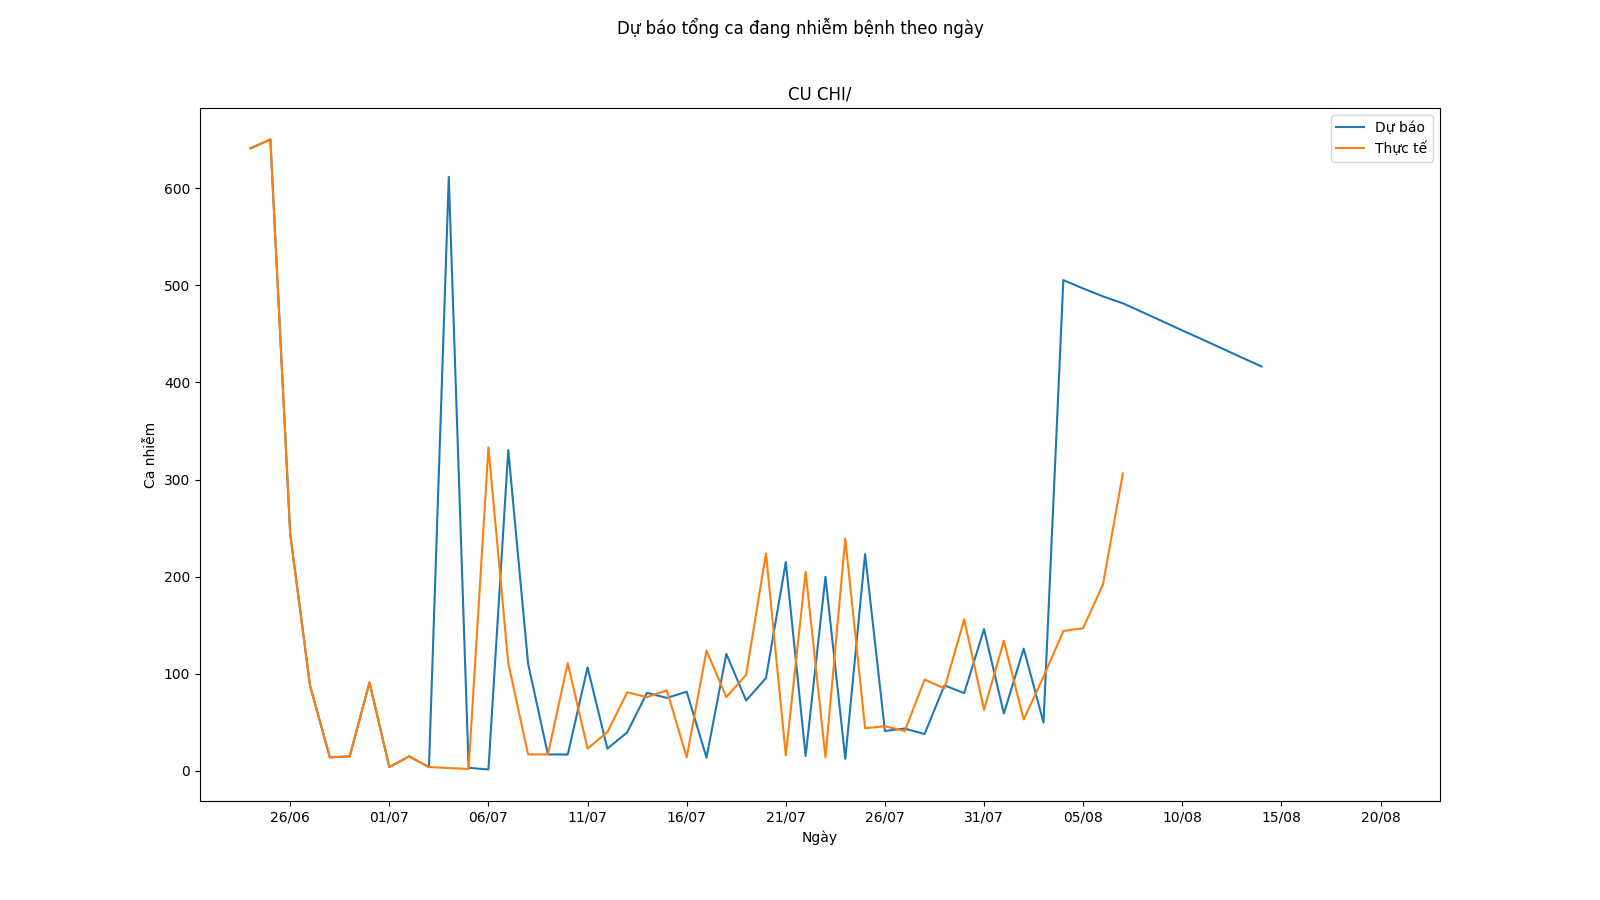 Dự báo tổng ca đang nhiễm bệnh theo ngày
CU CHI/
Dự báo
Thực tế
600
500
400
300
200
100
0
Ca nhiễm
26/06 01/07 06/07 11/07 16/07 21/07 26/07 31/07 05/08 10/08 15/08 20/08
Ngày